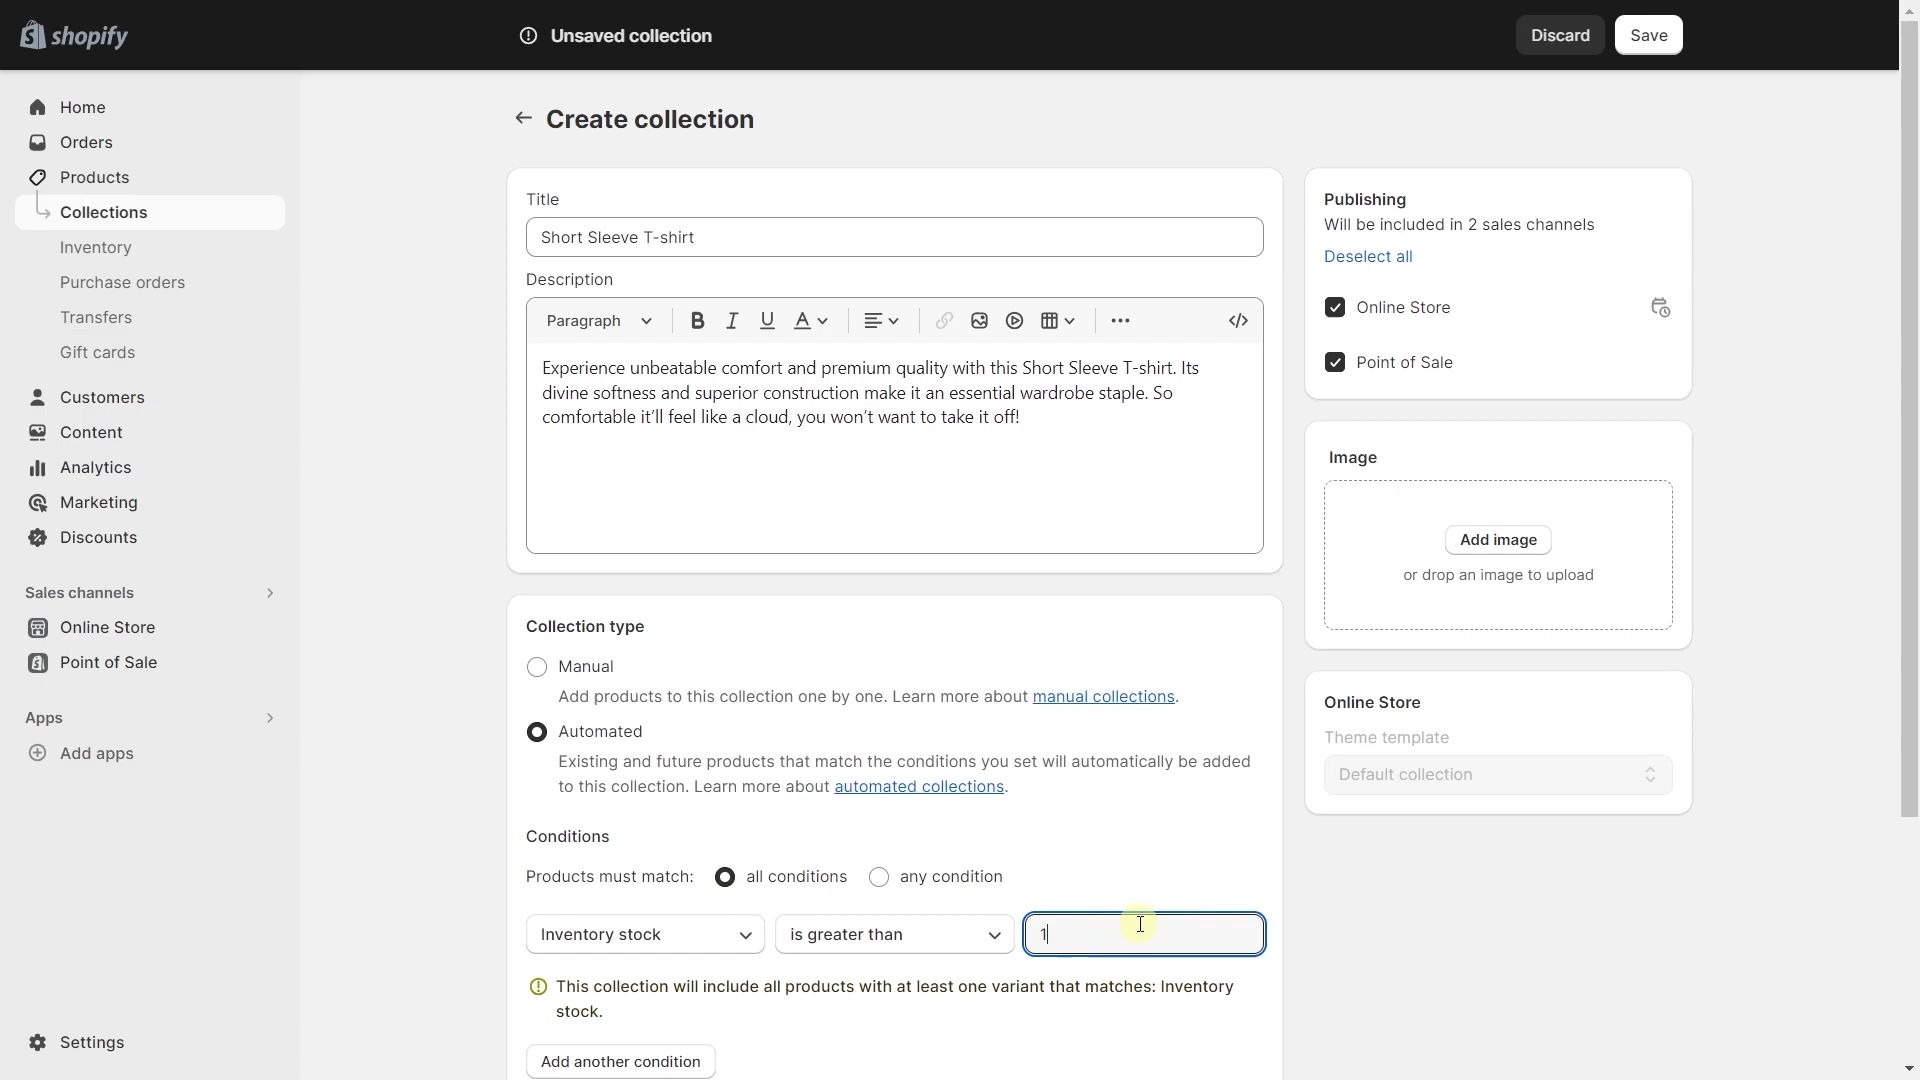 shopify
Unsaved collection
Discard
Save
Home
Orders
Products
Collections
Inventory
Purchase orders
Transfers
Gift cards
Customers
Content
Analytics
Marketing
Discounts
Sales channels
Online Store
Point of Sale
Apps
Add apps
Settings
Create collection
Title
Short Sleeve T-shirt
Description
Paragraph
B I U A
Experience unbeatable comfort and premium quality with this Short Sleeve T-shirt. Its
divine softness and superior construction make it an essential wardrobe staple. So
comfortable it'll feel like a cloud, you won't want to take it off!
Collection type
Manual
Add products to this collection one by one. Learn more about manual collections.
Automated
Existing and future products that match the conditions you set will automatically be added
to this collection. Learn more about automated collections.
Conditions
Products must match: all conditions any condition
Inventory stock is greater than 1
This collection will include all products with at least one variant that matches: Inventory
stock.
Add another condition
Publishing
Will be included in 2 sales channels
Deselect all
Online Store
Point of Sale
Image
Add image
or drop an image to upload
Online Store
Theme template
Default collection